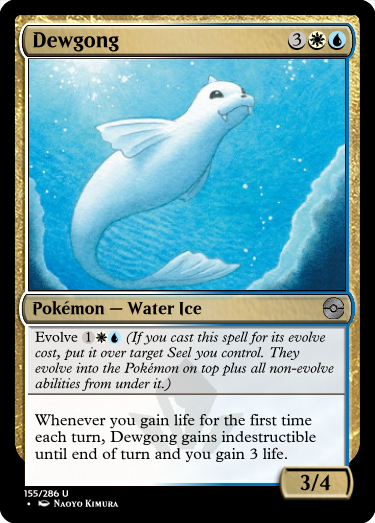 Dewgong 3
Pokémon — Water Ice
Evolve 1 (If you cast this spell for its evolve
cost, put it over target Seel you control. They
evolve into the Pokémon on top plus all non-evolve
abilities from under it.)
Whenever you gain life for the first time
each turn, Dewgong gains indestructible
until end of turn and you gain 3 life.
3/4
155/286 U
• Naoyo Kimura